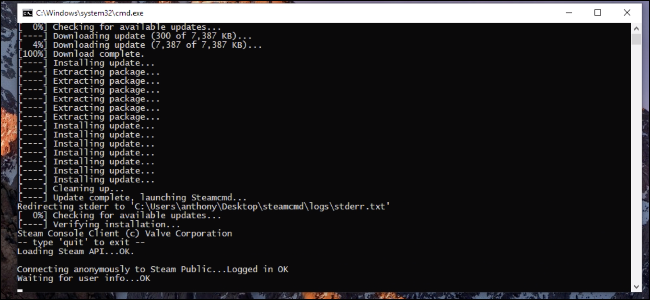 C:\Windows\system32\cmd.exe
[  0%] Checking for available updates...
[----] Downloading update (300 of 7,387 KB)...
[  4%] Downloading update (7,387 of 7,387 KB)...
[100%] Download complete.
[----] Installing update...
[----] Extracting package...
[----] Extracting package...
[----] Extracting package...
[----] Extracting package...
[----] Extracting package...
[----] Extracting package...
[----] Installing update...
[----] Installing update...
[----] Installing update...
[----] Installing update...
[----] Installing update...
[----] Installing update...
[----] Installing update...
[----] Cleaning up...
[----] Update complete, launching Steamcmd...
Redirecting stderr to 'C:\Users\anthony\Desktop\steamcmd\logs\stderr.txt'
[  0%] Checking for available updates...
[----] Verifying installation...
Steam Console Client (c) Valve Corporation
-- type 'quit' to exit --
Loading Steam API...OK.
Connecting anonymously to Steam Public...Logged in OK
Waiting for user info...OK